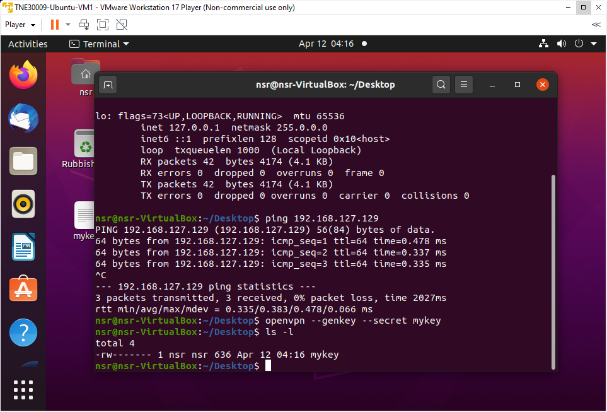 TNE30009-Ubuntu-VM1 - VMware Workstation 17 Player (Non-commercial use only)
Player
Activities Terminal Apr 12 04:16
nsr@nsr-VirtualBox: ~/Desktop
nsr
Rubbish
myke
lo: flags=73<UP,LOOPBACK,RUNNING> mtu 65536
inet 127.0.0.1 netmask 255.0.0.0
inet6 ::1 prefixlen 128 scopeid 0x10<host>
loop txqueuelen 1000 (Local Loopback)
RX packets 42 bytes 4174 (4.1 KB)
RX errors 0 dropped 0 overruns 0 frame 0
TX packets 42 bytes 4174 (4.1 KB)
TX errors 0 dropped 0 overruns 0 carrier 0 collisions 0
nsr@nsr-VirtualBox:~/Desktop$ ping 192.168.127.129
PING 192.168.127.129 (192.168.127.129) 56(84) bytes of data.
64 bytes from 192.168.127.129: icmp_seq=1 ttl=64 time=0.478 ms
64 bytes from 192.168.127.129: icmp_seq=2 ttl=64 time=0.337 ms
64 bytes from 192.168.127.129: icmp_seq=3 ttl=64 time=0.335 ms
^C
--- 192.168.127.129 ping statistics ---
3 packets transmitted, 3 received, 0% packet loss, time 2027ms
rtt min/avg/max/mdev = 0.335/0.383/0.478/0.066 ms
nsr@nsr-VirtualBox:~/Desktop$ openvpn --genkey --secret mykey
nsr@nsr-VirtualBox:~/Desktop$ ls -l
total 4
-rw------- 1 nsr nsr 636 Apr 12 04:16 mykey
nsr@nsr-VirtualBox:~/Desktop$